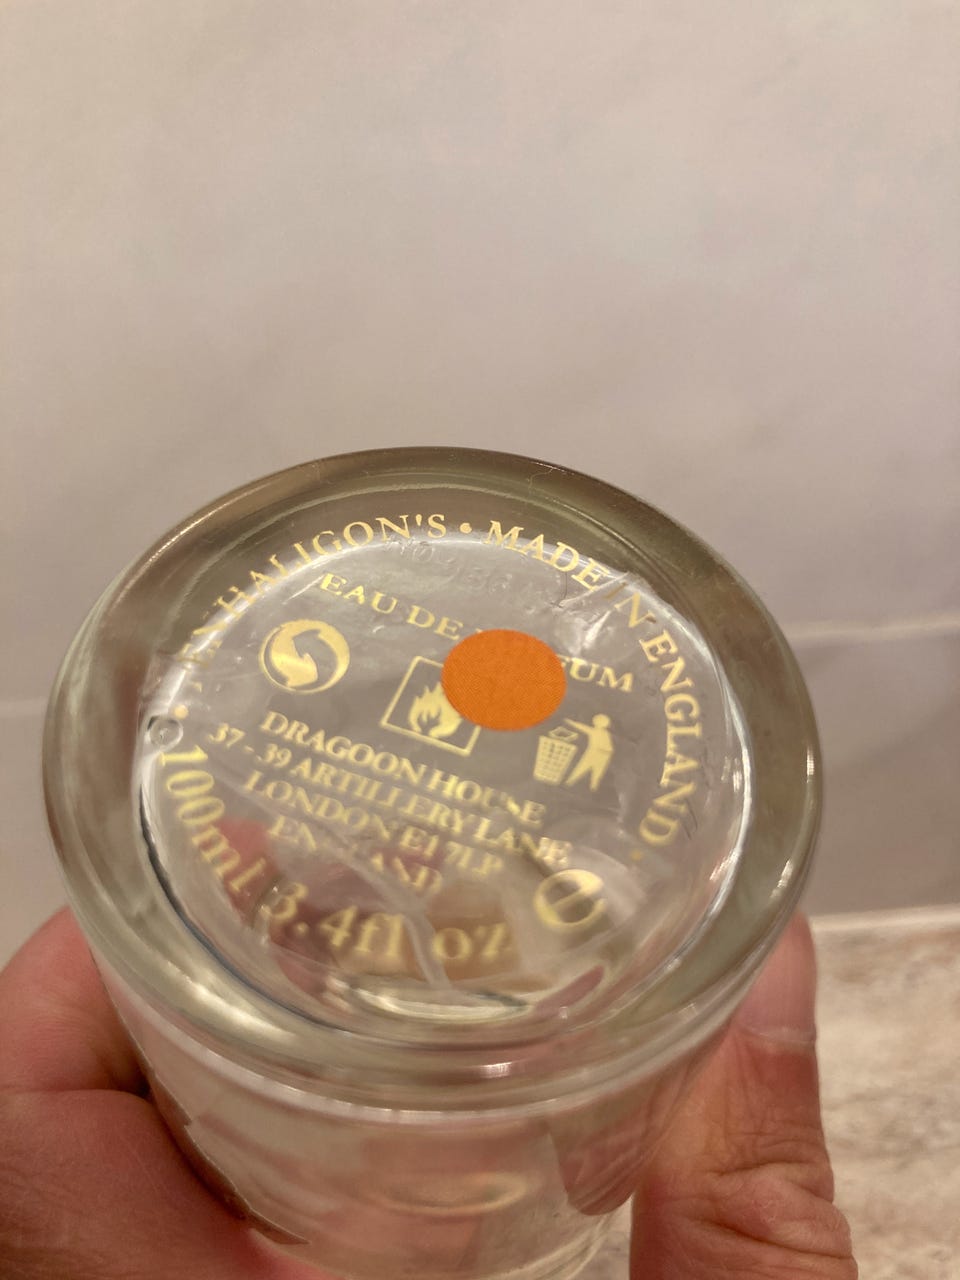 PENHALIGON'S • MADE IN ENGLAND •
EAU DE
DRAGOON HOUSE
37 - 39 ARTILLERY LANE
LONDON E1 7LP
ENGLAND
100ml 3.4fl oz e